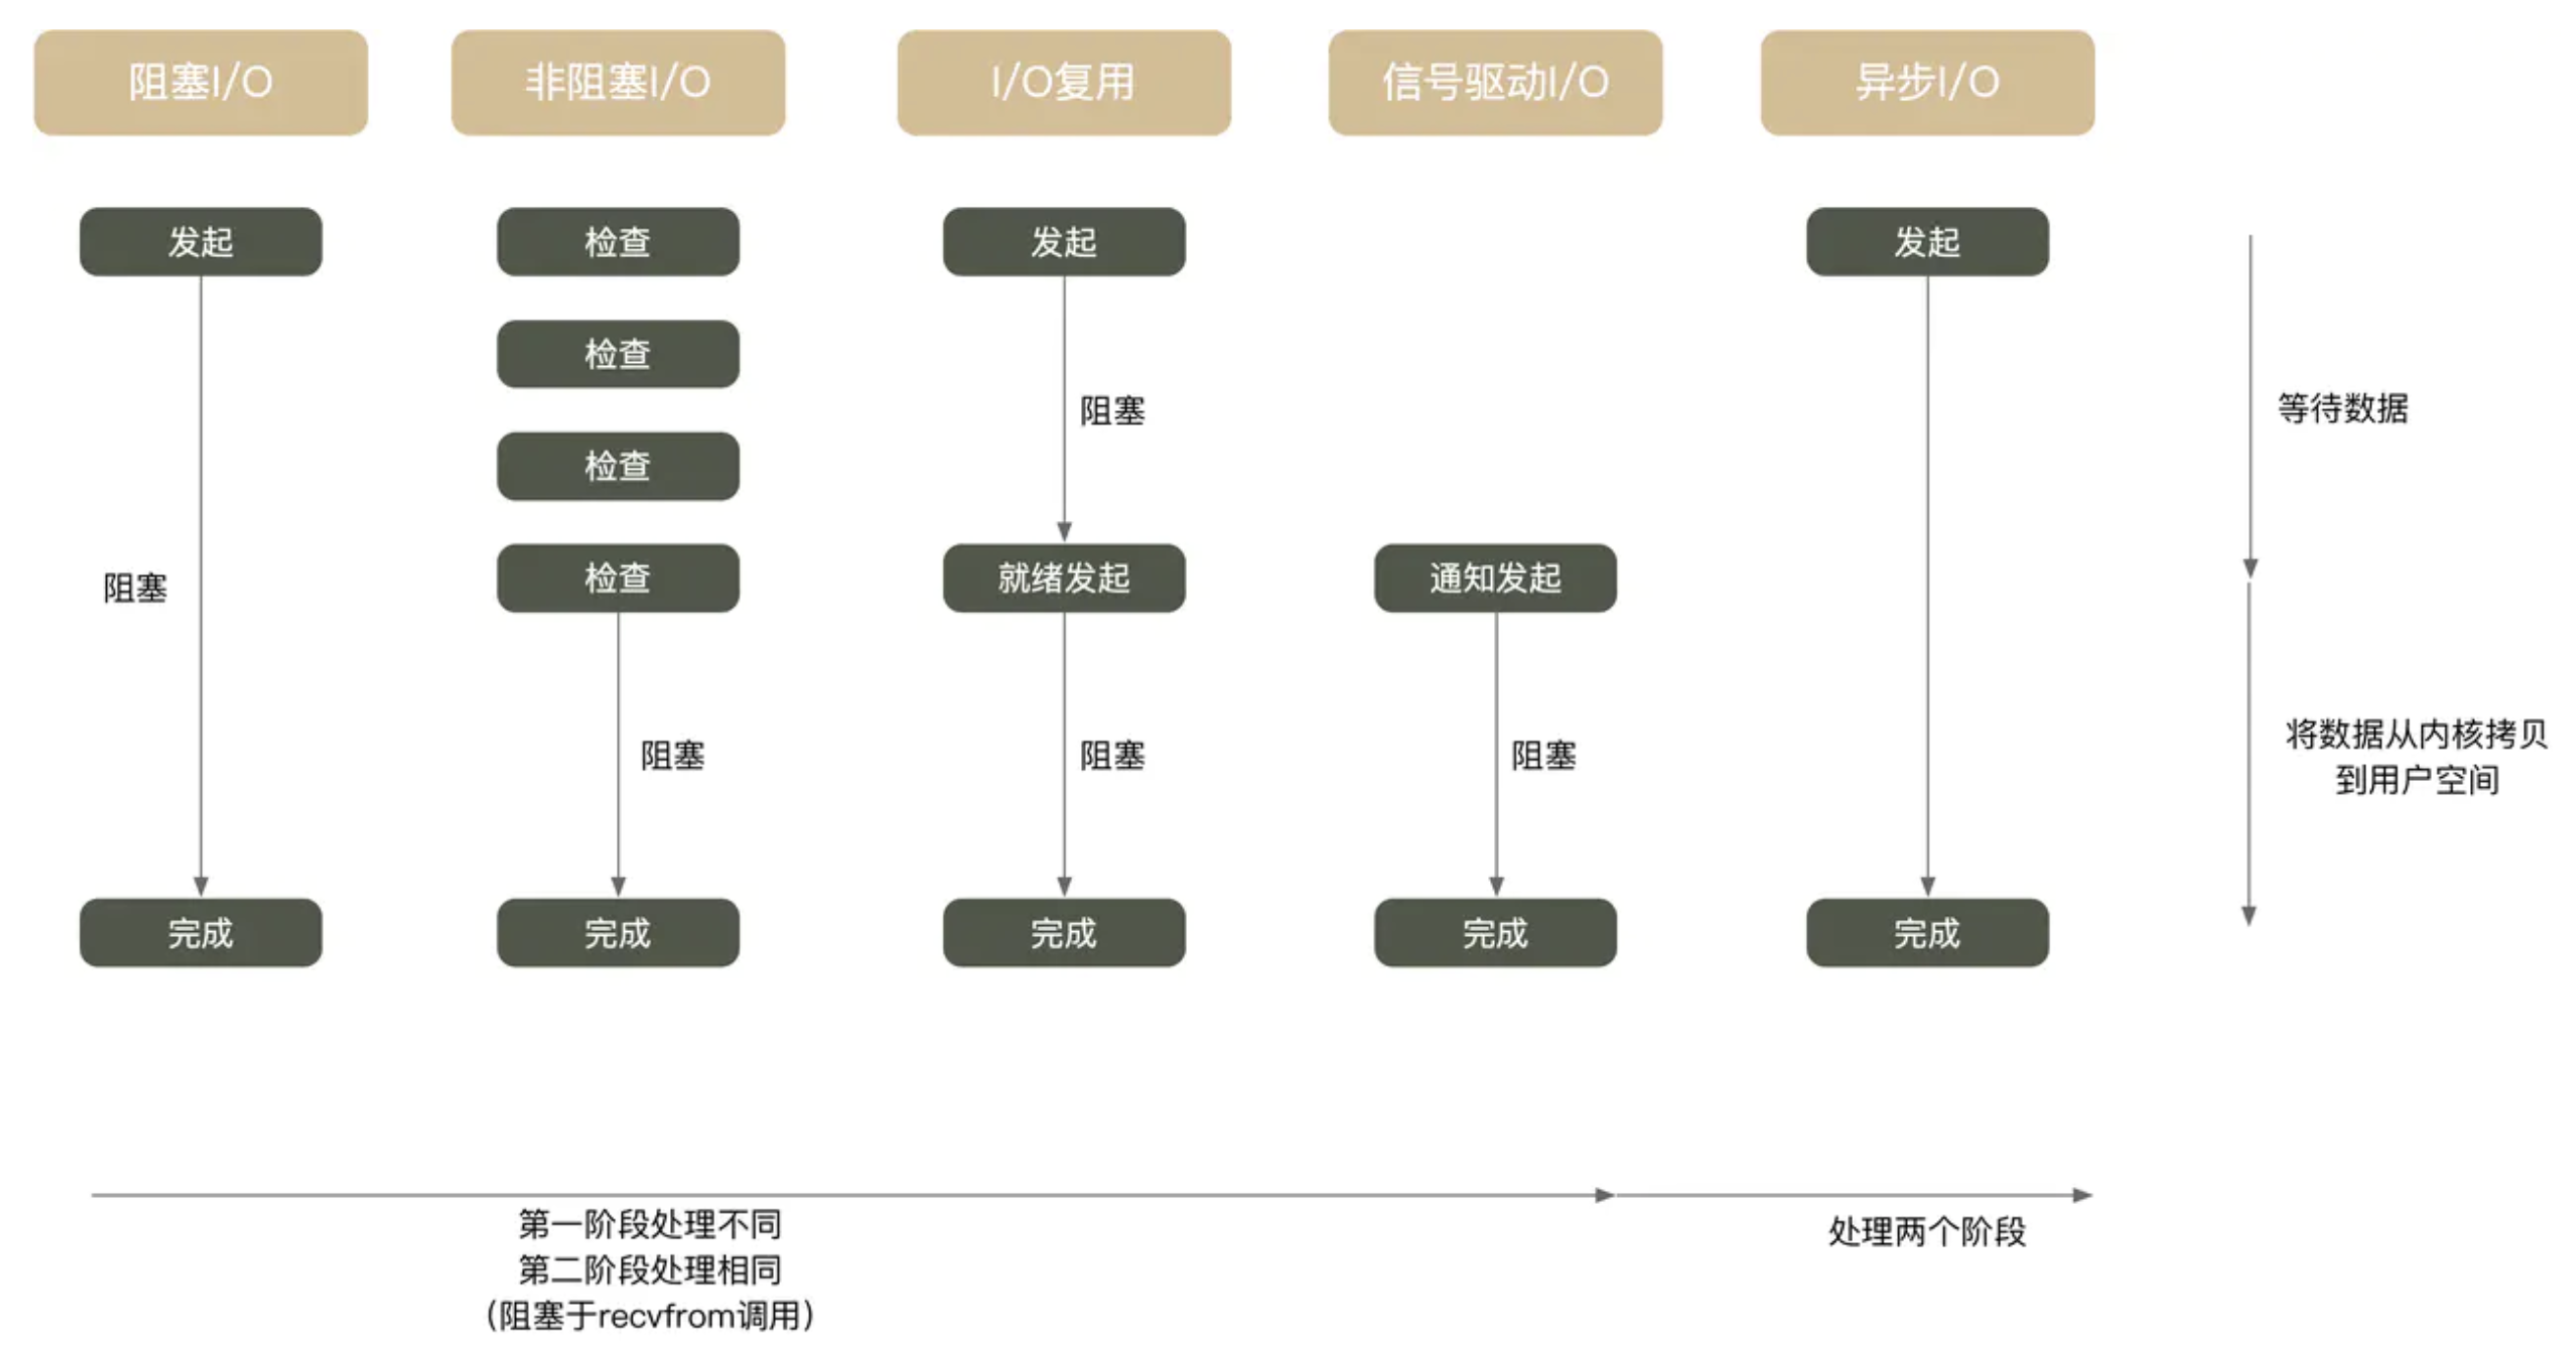 阻塞I/O
非阻塞I/O
I/O复用
信号驱动I/O
异步I/O
发起
检查
发起
发起
检查
阻塞
等待数据
检查
阻塞
检查
就绪发起
通知发起
阻塞
阻塞
阻塞
将数据从内核拷贝
到用户空间
完成
完成
完成
完成
完成
第一阶段处理不同
第二阶段处理相同
（阻塞于recvfrom调用）
处理两个阶段